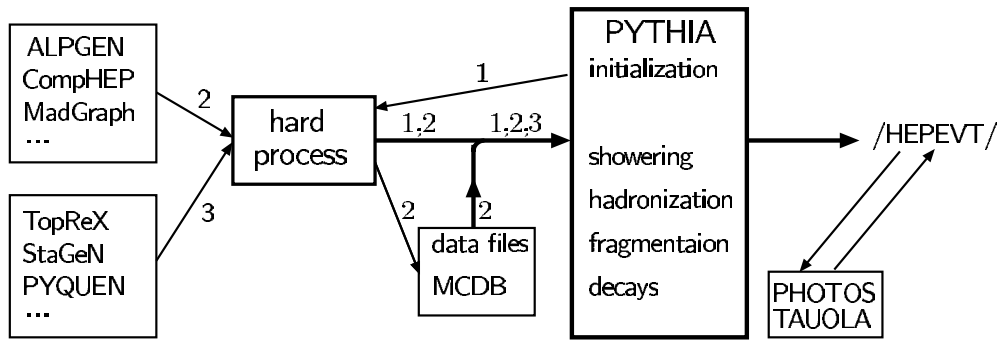 ALPGEN
CompHEP
MadGraph
...
2
TopReX
StaGeN
PYQUEN
...
3
hard
process
1
1,2
1,2,3
2
2
data files
MCDB
PYTHIA
initialization
showering
hadronization
fragmentaion
decays
/HEPEVT/
PHOTOS
TAUOLA